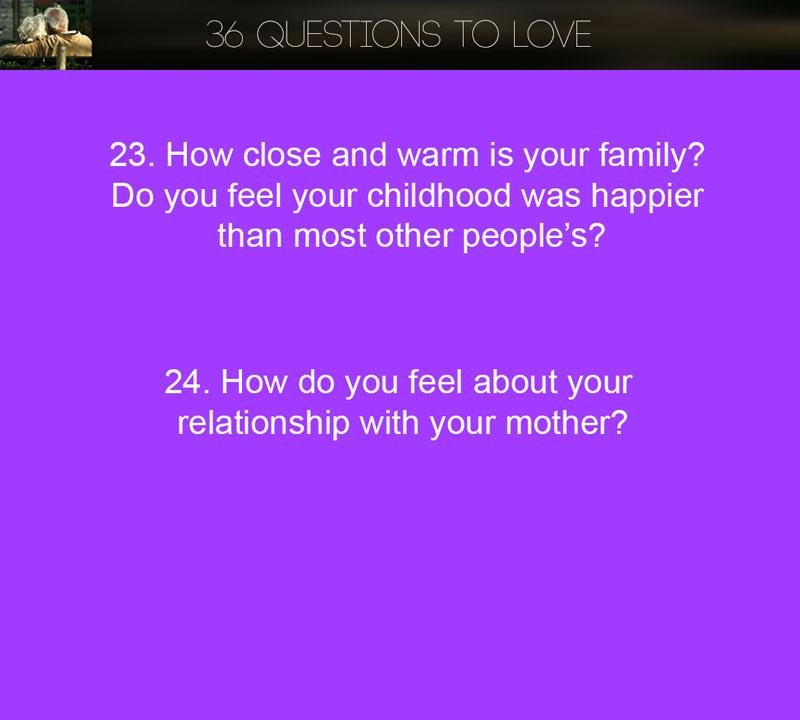 36 QUESTIONS TO LOVE
23. How close and warm is your family?
Do you feel your childhood was happier
than most other people’s?
24. How do you feel about your
relationship with your mother?